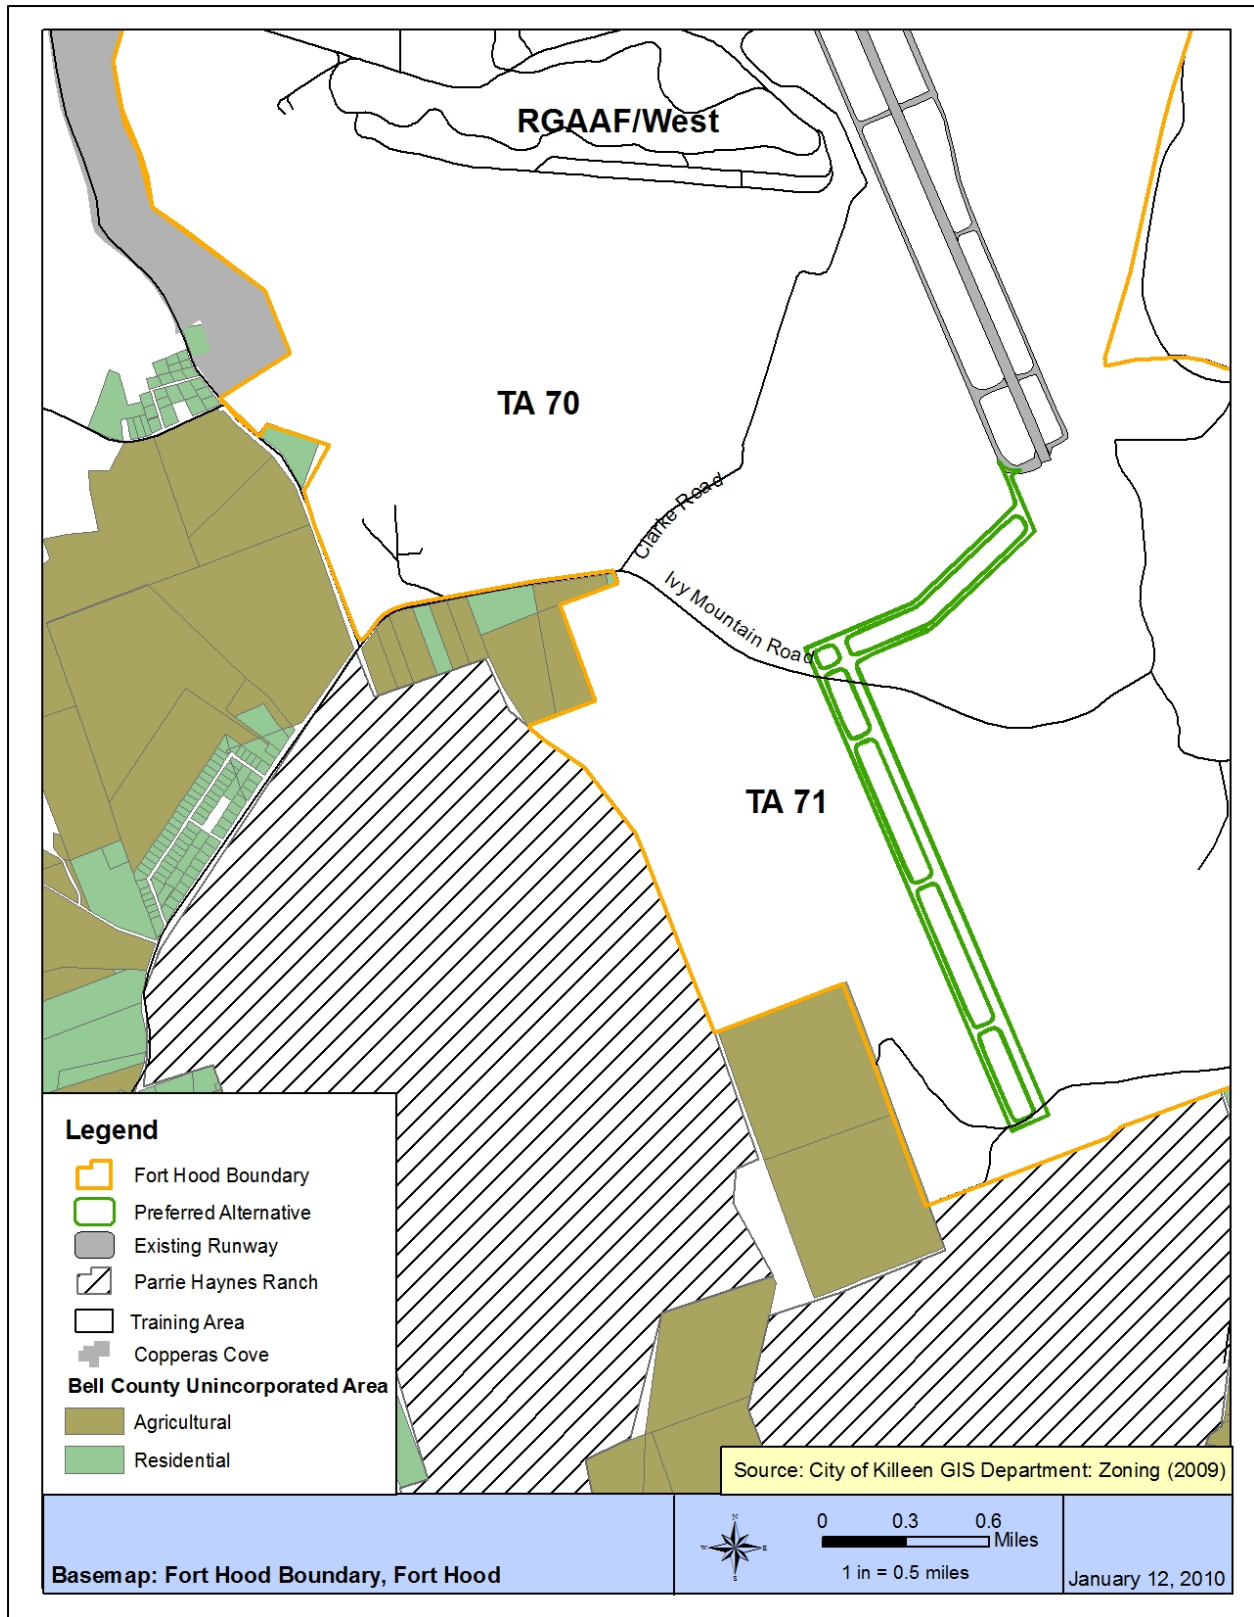 RGAAF/West
TA 70
Clarke Road
Ivy Mountain Road
TA 71
Legend
Fort Hood Boundary
Preferred Alternative
Existing Runway
Parrie Haynes Ranch
Training Area
Copperas Cove
Bell County Unincorporated Area
Agricultural
Residential
Source: City of Killeen GIS Department: Zoning (2009)
Basemap: Fort Hood Boundary, Fort Hood
N
W E
S
0 0.3 0.6
Miles
1 in = 0.5 miles
January 12, 2010